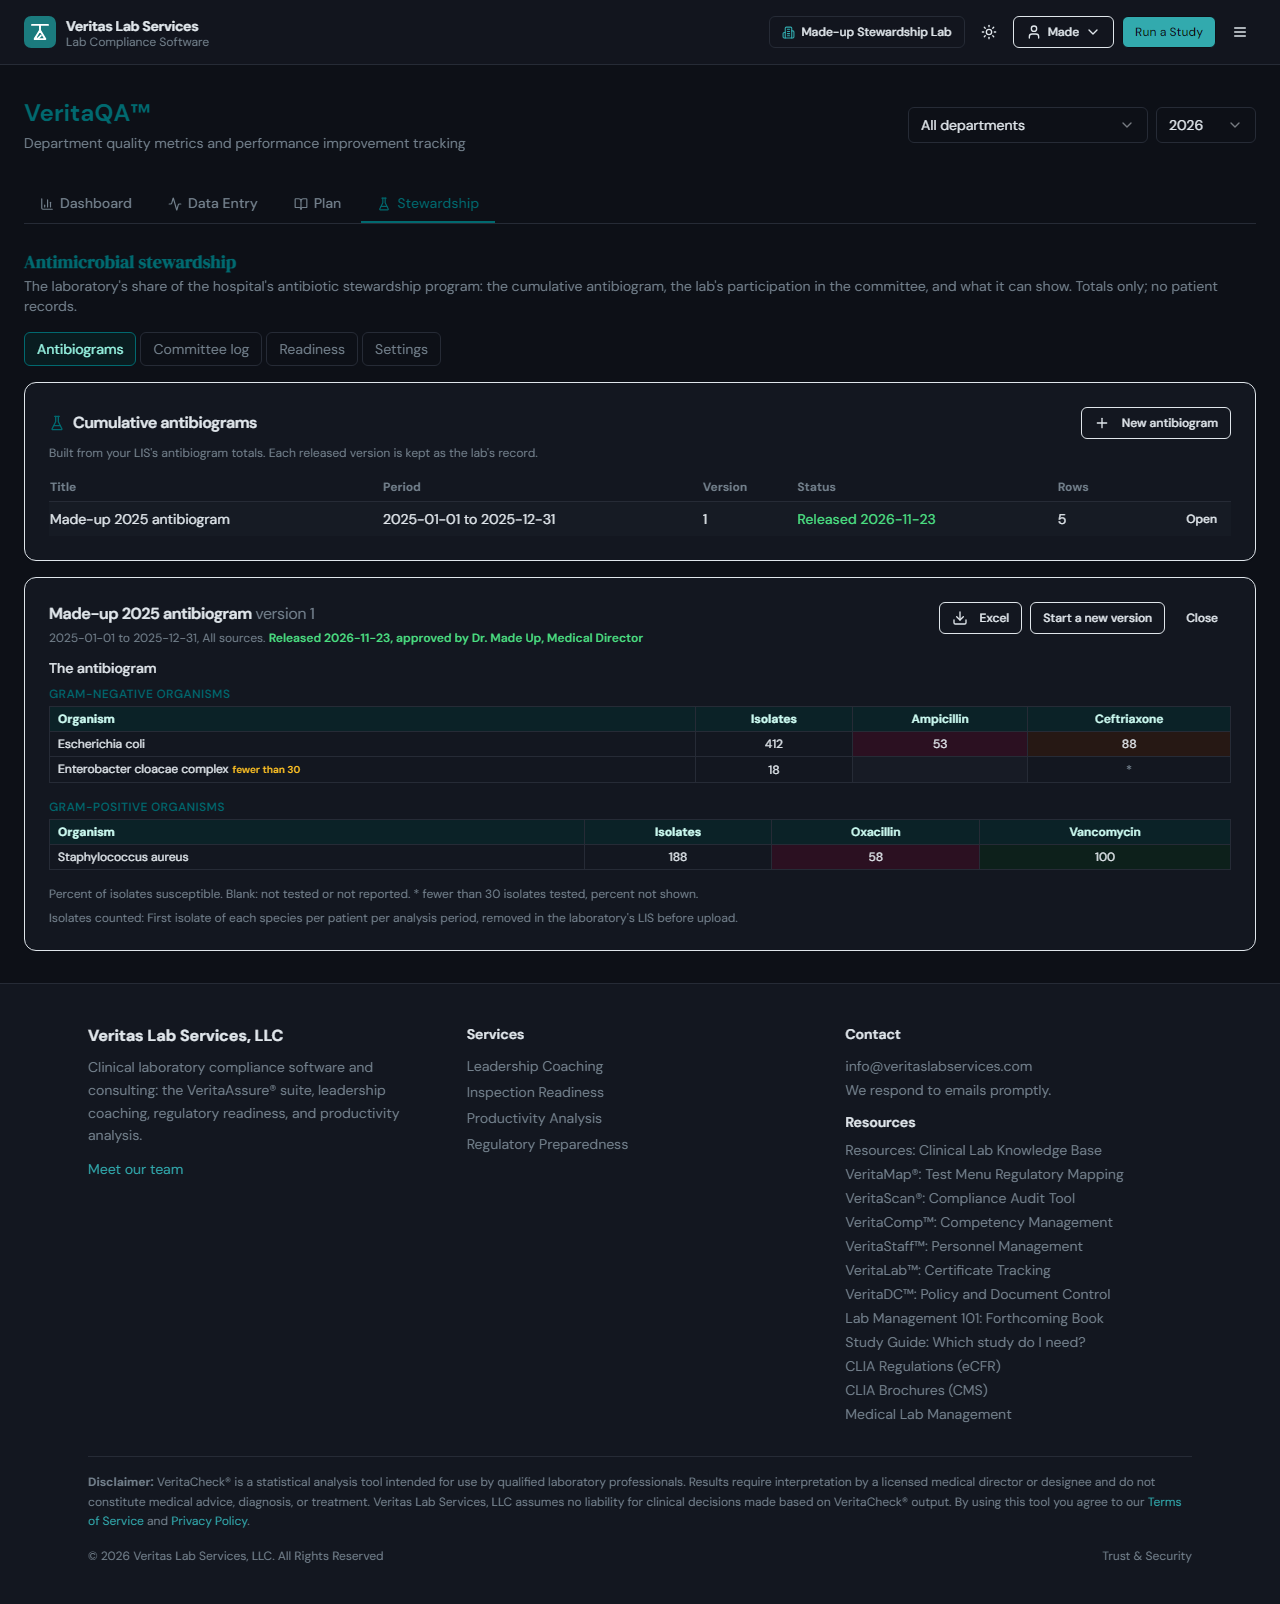 Veritas Lab Services
Lab Compliance Software
Made-up Stewardship Lab
Made
Run a Study
VeritaQA™
Department quality metrics and performance improvement tracking
All departments
2026
Dashboard
Data Entry
Plan
Stewardship
Antimicrobial stewardship
The laboratory's share of the hospital's antibiotic stewardship program: the cumulative antibiogram, the lab's participation in the committee, and what it can show. Totals only; no patient
records.
Antibiograms
Committee log
Readiness
Settings
Cumulative antibiograms
New antibiogram
Built from your LIS's antibiogram totals. Each released version is kept as the lab's record.
Title Period Version Status Rows
Made-up 2025 antibiogram 2025-01-01 to 2025-12-31 1 Released 2026-11-23 5 Open
Made-up 2025 antibiogram version 1
Excel
Start a new version
Close
2025-01-01 to 2025-12-31, All sources. Released 2026-11-23, approved by Dr. Made Up, Medical Director
The antibiogram
GRAM-NEGATIVE ORGANISMS
Organism Isolates Ampicillin Ceftriaxone
Escherichia coli 412 53 88
Enterobacter cloacae complex fewer than 30 18 *
GRAM-POSITIVE ORGANISMS
Organism Isolates Oxacillin Vancomycin
Staphylococcus aureus 188 58 100
Percent of isolates susceptible. Blank: not tested or not reported. * fewer than 30 isolates tested, percent not shown.
Isolates counted: First isolate of each species per patient per analysis period, removed in the laboratory's LIS before upload.
Veritas Lab Services, LLC
Clinical laboratory compliance software and
consulting: the VeritaAssure® suite, leadership
coaching, regulatory readiness, and productivity
analysis.
Meet our team
Services
Leadership Coaching
Inspection Readiness
Productivity Analysis
Regulatory Preparedness
Contact
info@veritaslabservices.com
We respond to emails promptly.
Resources
Resources: Clinical Lab Knowledge Base
VeritaMap®: Test Menu Regulatory Mapping
VeritaScan®: Compliance Audit Tool
VeritaComp™: Competency Management
VeritaStaff™: Personnel Management
VeritaLab™: Certificate Tracking
VeritaDC™: Policy and Document Control
Lab Management 101: Forthcoming Book
Study Guide: Which study do I need?
CLIA Regulations (eCFR)
CLIA Brochures (CMS)
Medical Lab Management
Disclaimer: VeritaCheck® is a statistical analysis tool intended for use by qualified laboratory professionals. Results require interpretation by a licensed medical director or designee and do not
constitute medical advice, diagnosis, or treatment. Veritas Lab Services, LLC assumes no liability for clinical decisions made based on VeritaCheck® output. By using this tool you agree to our Terms
of Service and Privacy Policy.
© 2026 Veritas Lab Services, LLC. All Rights Reserved
Trust & Security